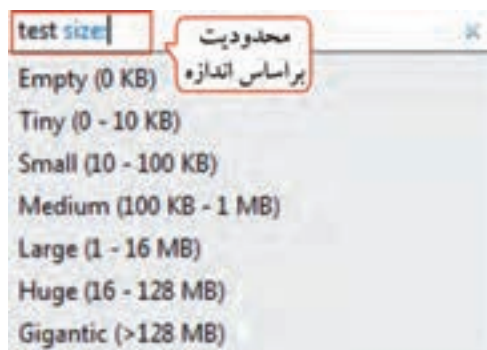 test size:
محدودیت
براساس اندازه
Empty (0 KB)
Tiny (0 - 10 KB)
Small (10 - 100 KB)
Medium (100 KB - 1 MB)
Large (1 - 16 MB)
Huge (16 - 128 MB)
Gigantic (>128 MB)